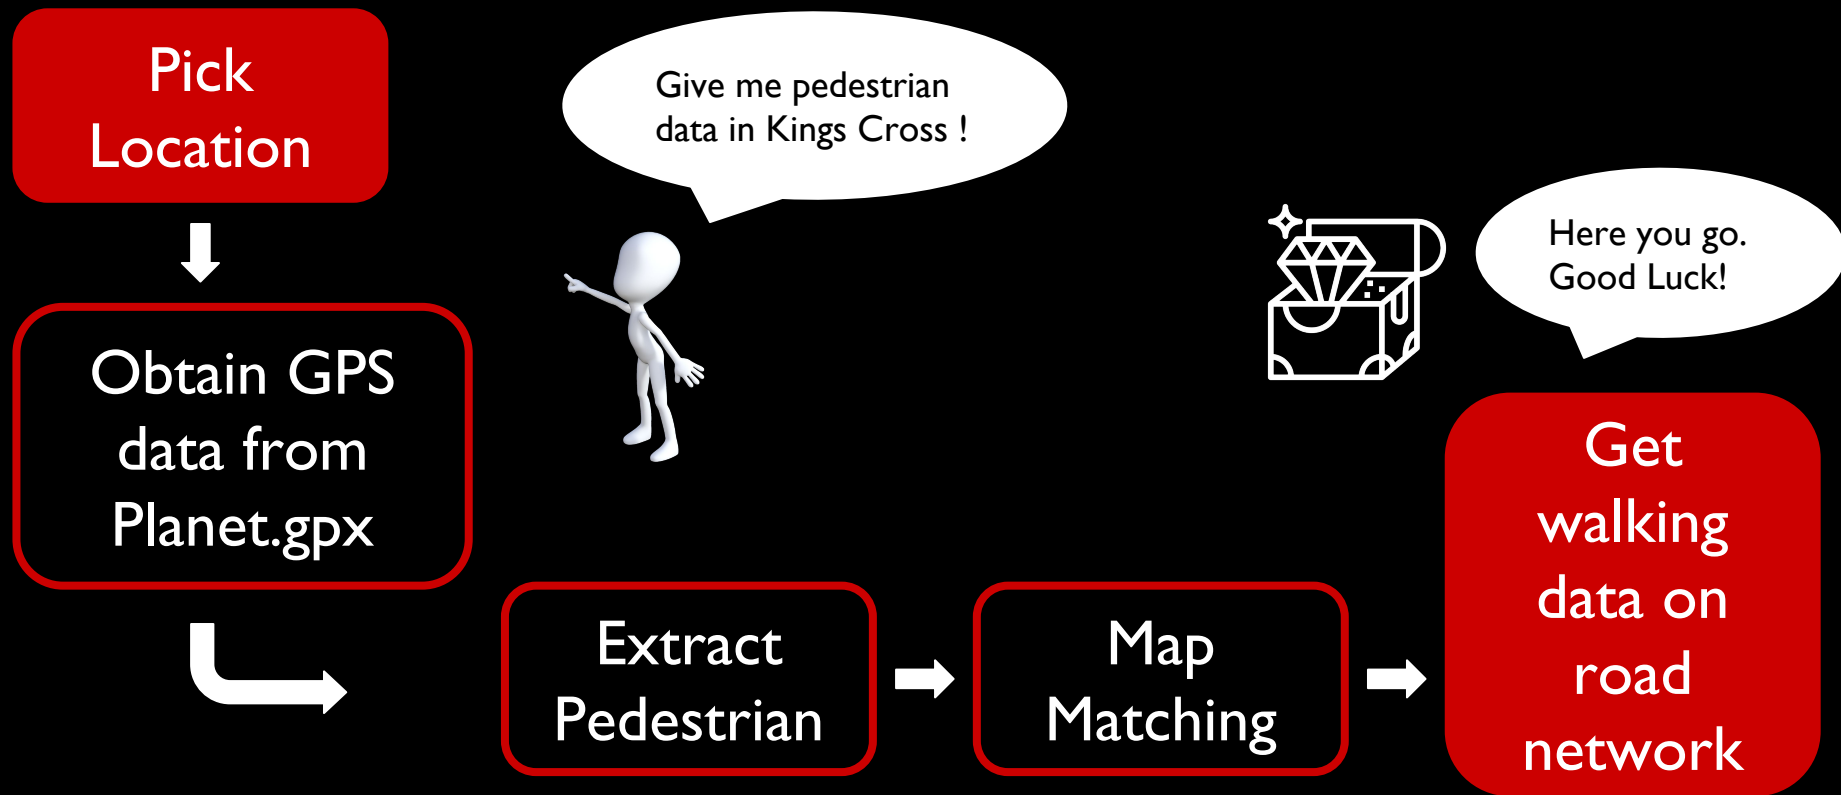 Pick
Location
Give me pedestrian
data in Kings Cross !
Here you go.
Good Luck!
Obtain GPS
data from
Planet.gpx
Extract
Pedestrian
Map
Matching
Get
walking
data on
road
network